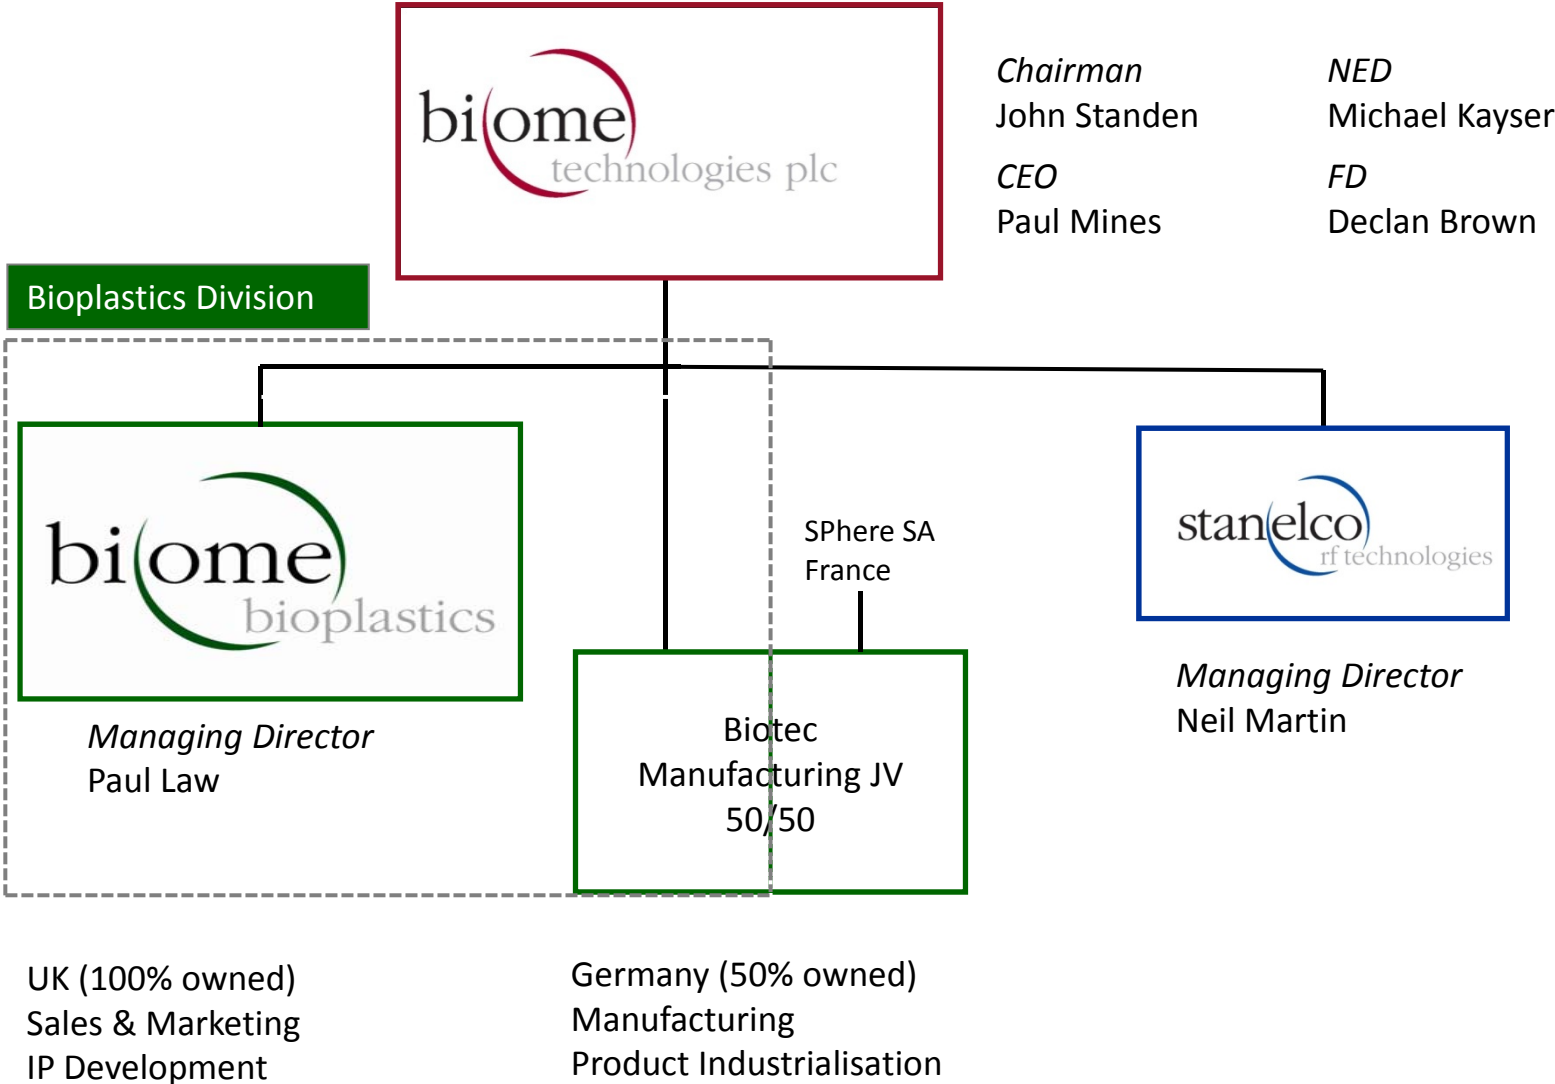 biome
technologies plc
Chairman
John Standen
NED
Michael Kayser
CEO
Paul Mines
FD
Declan Brown
Bioplastics Division
biome
bioplastics
Managing Director
Paul Law
SPhere SA
France
Biotec
Manufacturing JV
50/50
stanelco
rf technologies
Managing Director
Neil Martin
UK (100% owned)
Sales & Marketing
IP Development
Germany (50% owned)
Manufacturing
Product Industrialisation